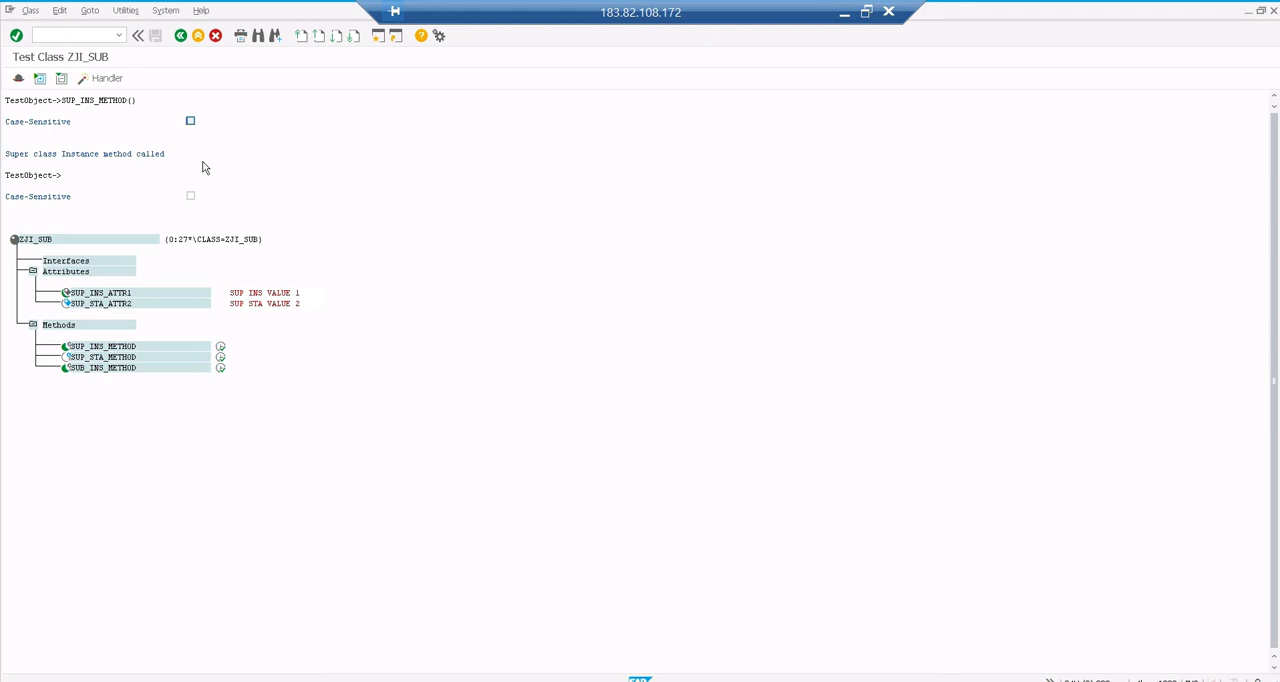 Class Edit Goto Utilities System Help
183.82.108.172
Test Class ZJI_SUB
Handler
TestObject->SUP_INS_METHOD()
Case-Sensitive
Super class Instance method called
TestObject->
Case-Sensitive
ZJI_SUB (0:27*\CLASS=ZJI_SUB)
Interfaces
Attributes
SUP_INS_ATTR1 SUP INS VALUE 1
SUP_STA_ATTR2 SUP STA VALUE 2
Methods
SUP_INS_METHOD
SUP_STA_METHOD
SUB_INS_METHOD
SAP